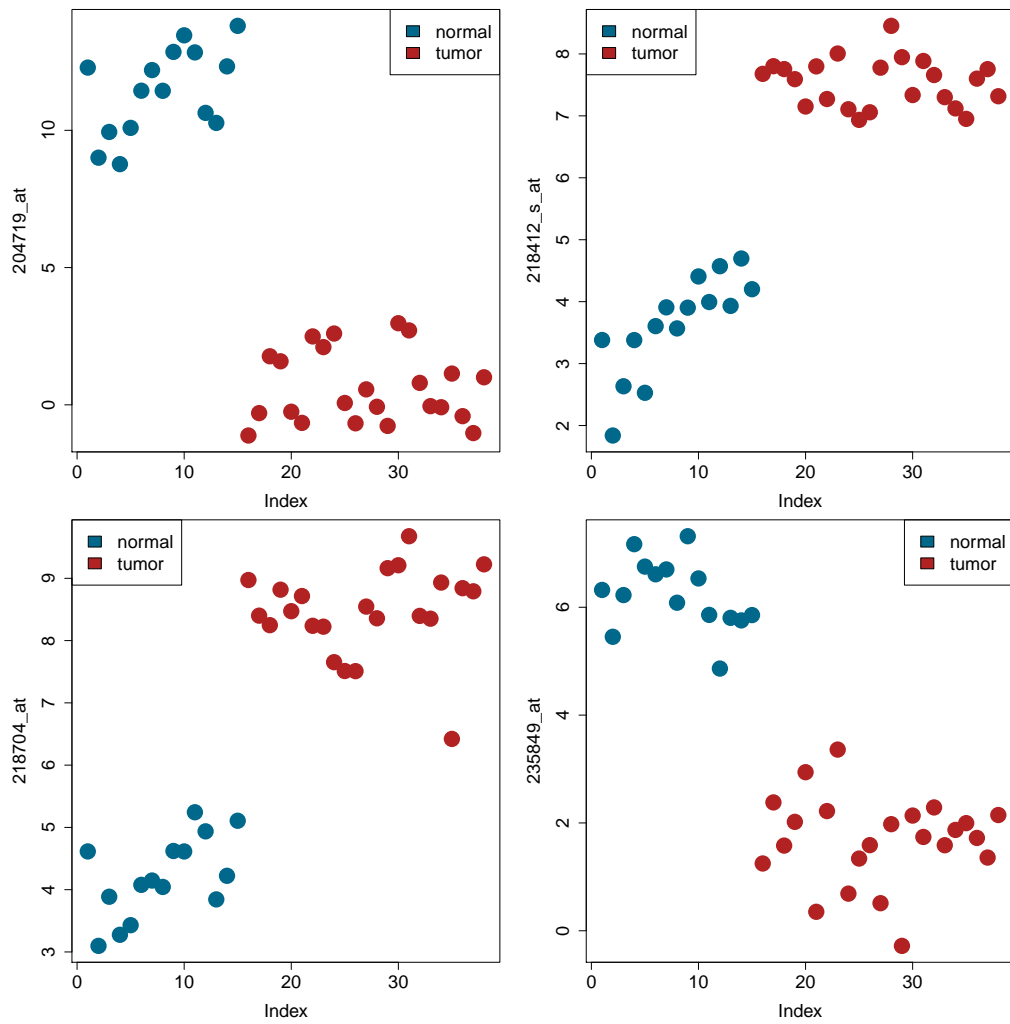 normal
tumor
204719_at
0
5
10
0
10
20
30
Index
normal
tumor
218412_s_at
2
3
4
5
6
7
8
0
10
20
30
Index
normal
tumor
218704_at
3
4
5
6
7
8
9
0
10
20
30
Index
normal
tumor
235849_at
0
2
4
6
0
10
20
30
Index